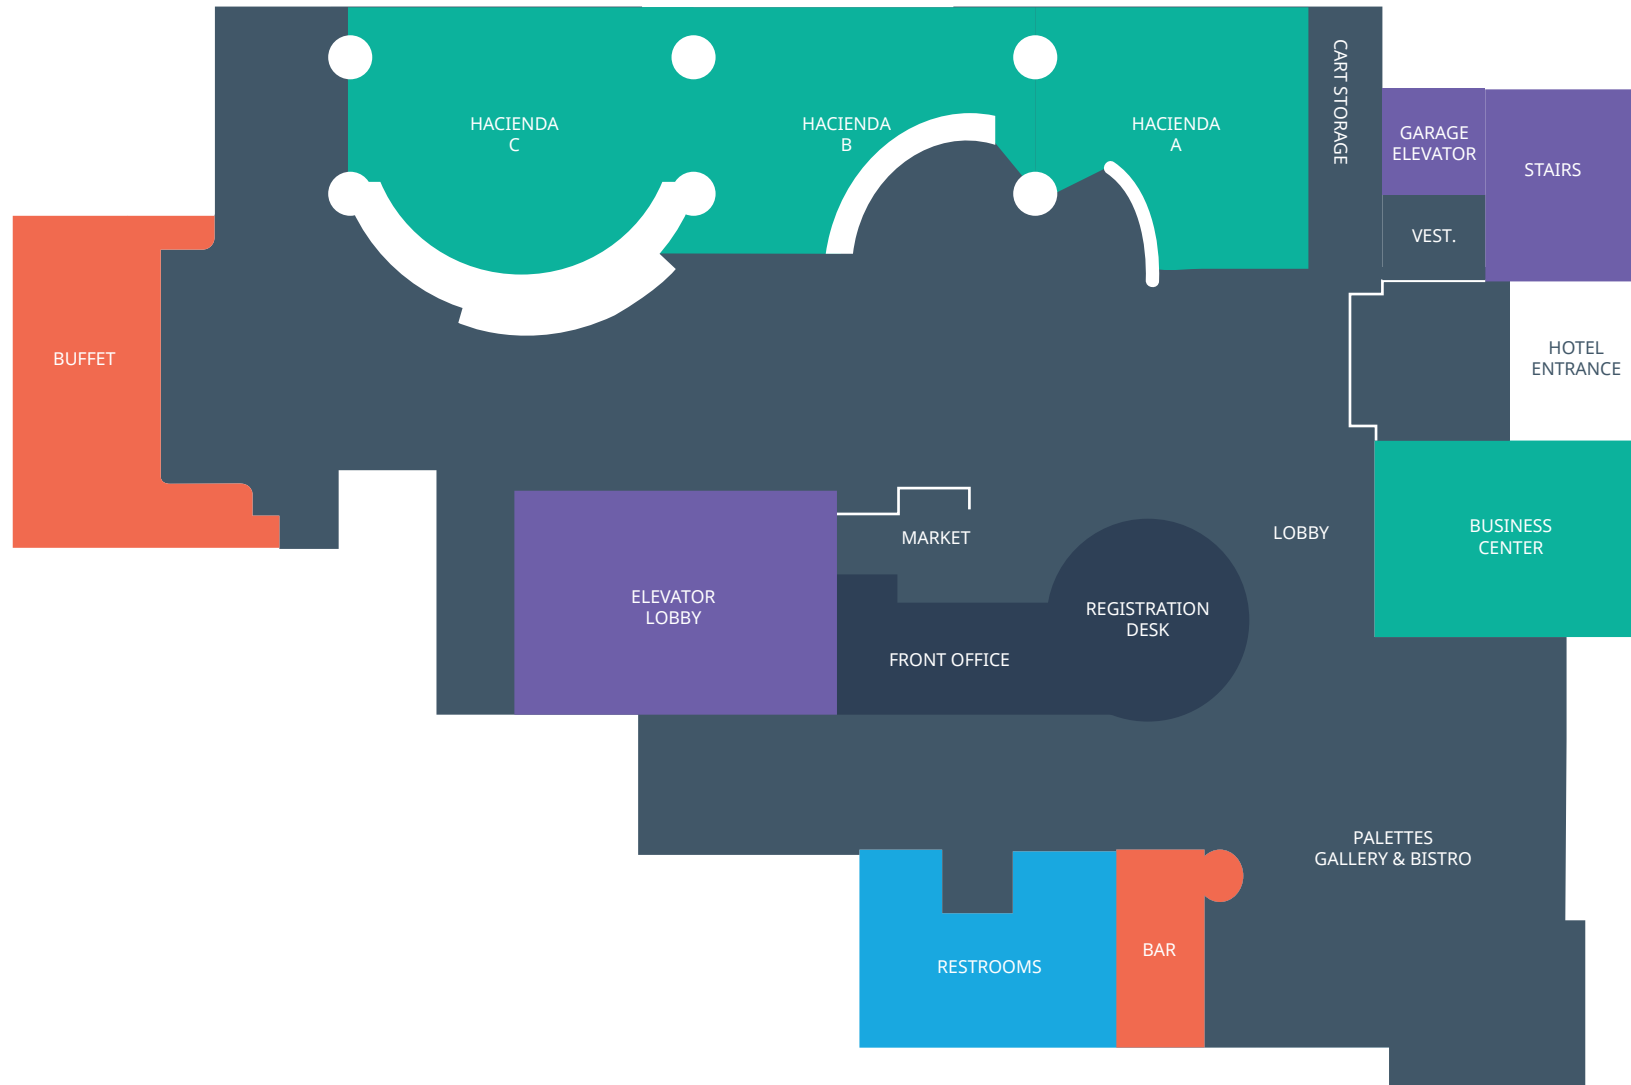 HACIENDA
C
HACIENDA
B
HACIENDA
A
CART STORAGE
GARAGE
ELEVATOR
STAIRS
VEST.
HOTEL
ENTRANCE
BUFFET
MARKET
LOBBY
BUSINESS
CENTER
ELEVATOR
LOBBY
REGISTRATION
DESK
FRONT OFFICE
PALETTES
GALLERY & BISTRO
RESTROOMS
BAR